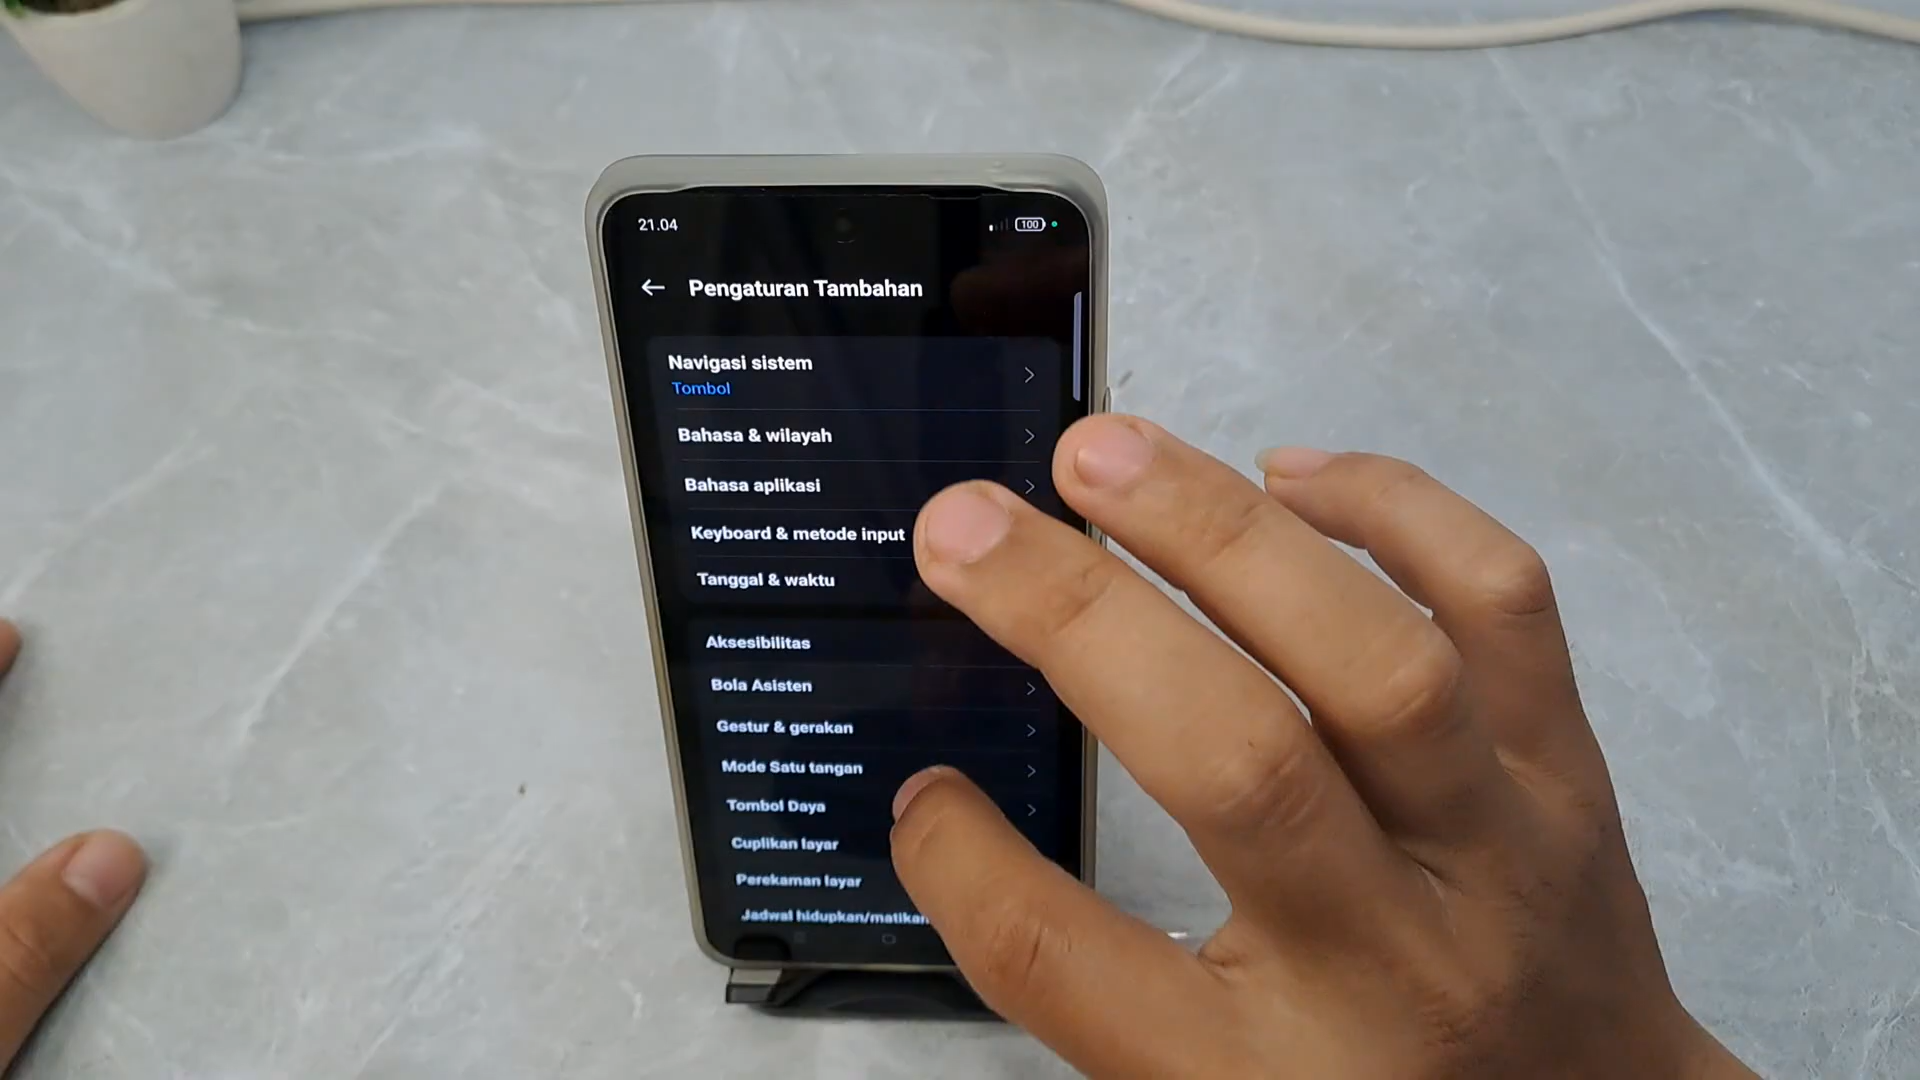 21.04
100
Pengaturan Tambahan
Navigasi sistem
Tombol
Bahasa & wilayah
Bahasa aplikasi
Keyboard & metode input
Tanggal & waktu
Aksesibilitas
Bola Asisten
Gestur & gerakan
Mode Satu tangan
Tombol Daya
Cuplikan layar
Perekaman layar
Jadwal hidupkan/matikan